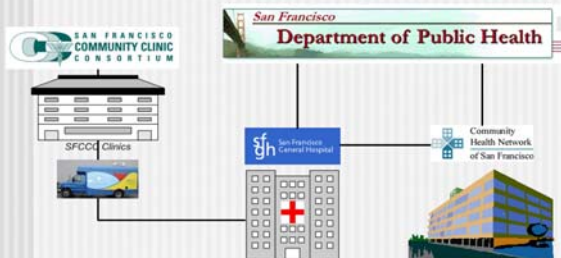 San Francisco
Department of Public Health
SAN FRANCISCO
COMMUNITY CLINIC
CONSORTIUM
SFCCC Clinics
sfgh San Francisco
General Hospital
Community
Health Network
of San Francisco